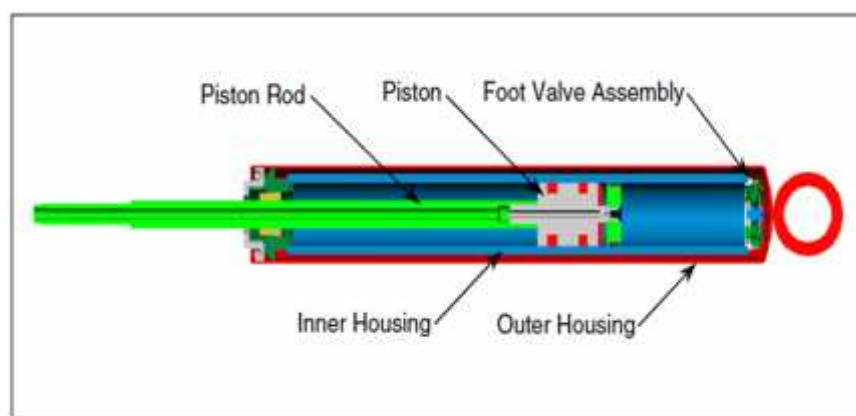 Piston Rod
Piston
Foot Valve Assembly
Inner Housing
Outer Housing